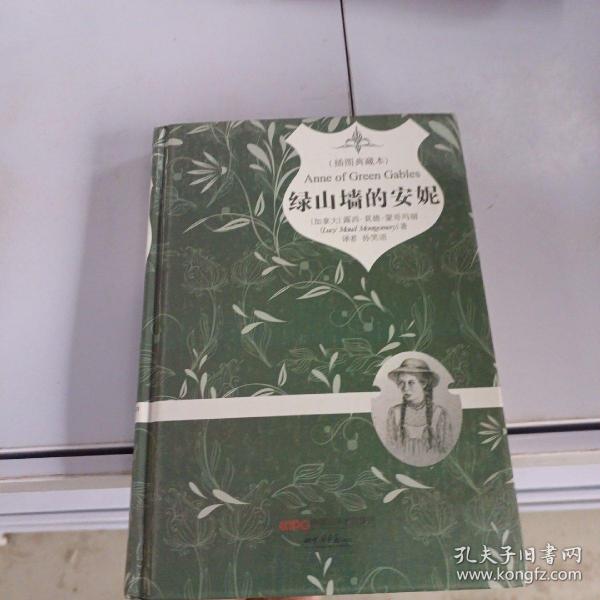 (插图典藏本)
Anne of Green Gables
绿山墙的安妮
[加拿大]露西·莫德·蒙哥玛丽
(Lucy Maud Montgomery)著
译者 孙笑语
孔夫子旧书网
www.kongfz.com